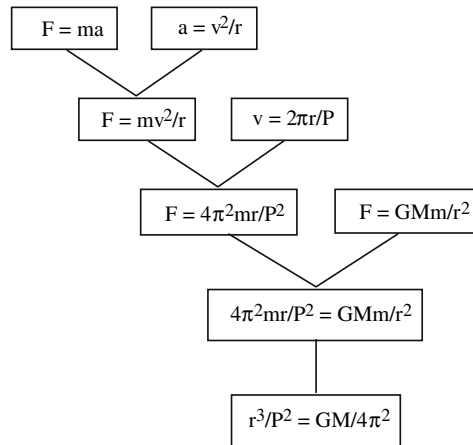 F = ma
a = v²/r
F = mv²/r
v = 2πr/P
F = 4π²mr/P²
F = GMm/r²
4π²mr/P² = GMm/r²
r³/P² = GM/4π²